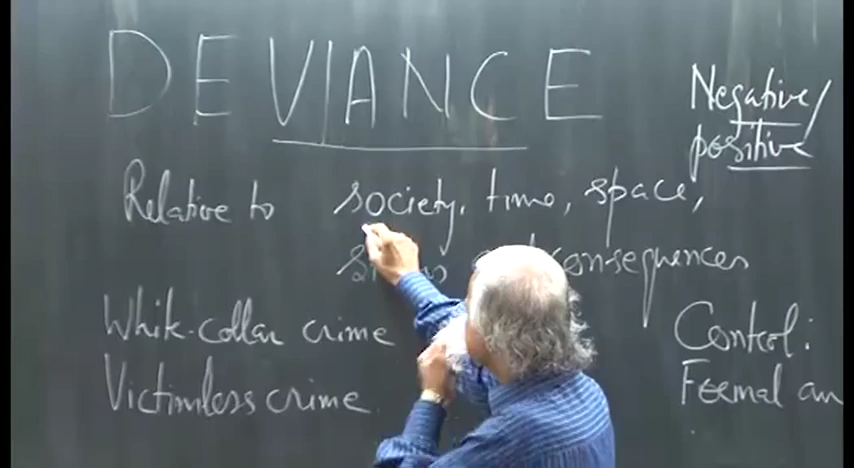 DEVIANCE
Negative/
positive
Relative to society, time, space,
consequences
White-collar crime
Victimless crime
Control:
Formal an